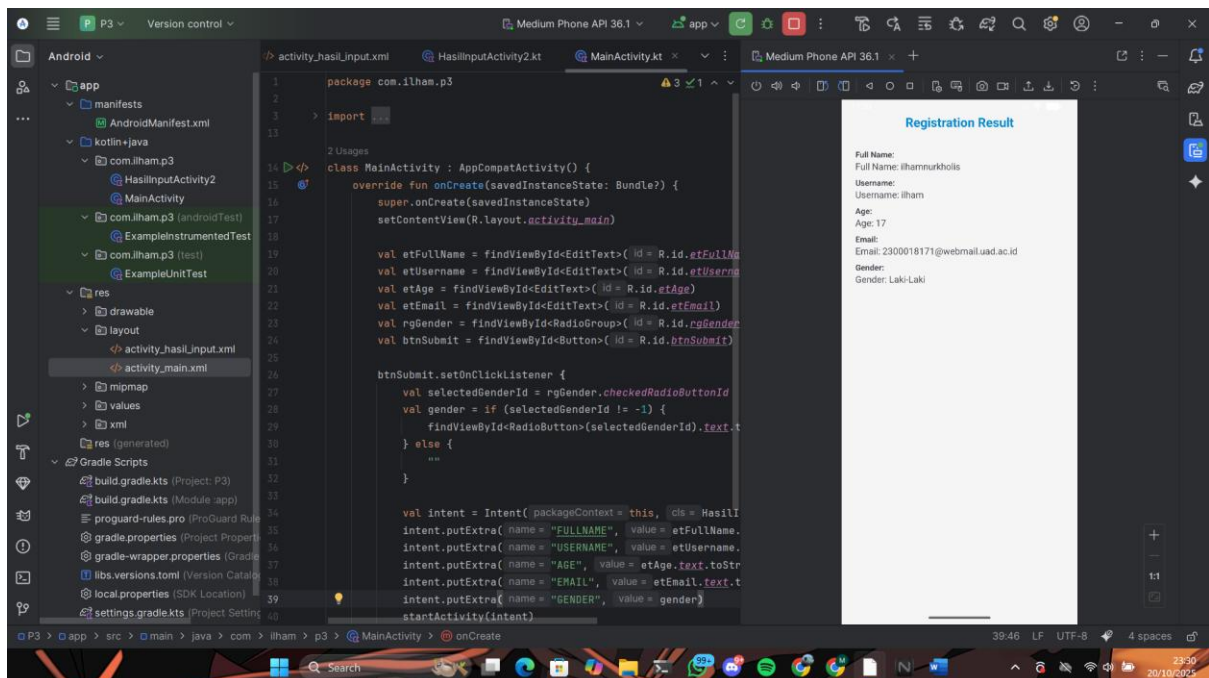 P P3 Version control
Medium Phone API 36.1 app
Android
activity_hasil_input.xml HasilInputActivity2.kt MainActivity.kt
Medium Phone API 36.1
app
manifests
AndroidManifest.xml
kotlin+java
com.ilham.p3
HasilInputActivity2
MainActivity
com.ilham.p3 (androidTest)
ExampleInstrumentedTest
com.ilham.p3 (test)
ExampleUnitTest
res
drawable
layout
activity_hasil_input.xml
activity_main.xml
mipmap
values
xml
res (generated)
Gradle Scripts
build.gradle.kts (Project: P3)
build.gradle.kts (Module :app)
proguard-rules.pro (ProGuard Rule
gradle.properties (Project Properti
gradle-wrapper.properties (Gradle
libs.versions.toml (Version Catalo
local.properties (SDK Location)
settings.gradle.kts (Project Setting
3 1
1 package com.ilham.p3
2
3 import ...
13
2 Usages
14 class MainActivity : AppCompatActivity() {
15 override fun onCreate(savedInstanceState: Bundle?) {
16 super.onCreate(savedInstanceState)
17 setContentView(R.layout.activity_main)
18
19 val etFullName = findViewById<EditText>( id = R.id.etFullNa
20 val etUsername = findViewById<EditText>( id = R.id.etUserna
21 val etAge = findViewById<EditText>( id = R.id.etAge)
22 val etEmail = findViewById<EditText>( id = R.id.etEmail)
23 val rgGender = findViewById<RadioGroup>( id = R.id.rgGender
24 val btnSubmit = findViewById<Button>( id = R.id.btnSubmit)
25
26 btnSubmit.setOnClickListener {
27 val selectedGenderId = rgGender.checkedRadioButtonId
28 val gender = if (selectedGenderId != -1) {
29 findViewById<RadioButton>(selectedGenderId).text.t
30 } else {
31 ""
32 }
33
34 val intent = Intent( packageContext = this, cls = HasilI
35 intent.putExtra( name = "FULLNAME", value = etFullName.
36 intent.putExtra( name = "USERNAME", value = etUsername.
37 intent.putExtra( name = "AGE", value = etAge.text.toStr
38 intent.putExtra( name = "EMAIL", value = etEmail.text.t
39 intent.putExtra( name = "GENDER", value = gender)
40 startActivity(intent)
Registration Result
Full Name:
Full Name: ilhamnurkholis
Username:
Username: ilham
Age:
Age: 17
Email:
Email: 2300018171@webmail.uad.ac.id
Gender:
Gender: Laki-Laki
1:1
P3 > app > src > main > java > com > ilham > p3 > MainActivity > onCreate
39:46 LF UTF-8 4 spaces
Search
99+
23:30
20/10/2025